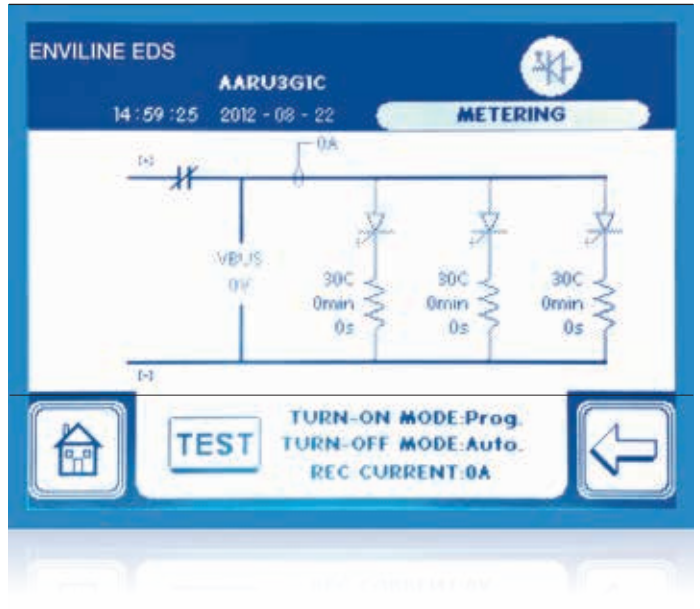 ENVILINE EDS
AARU3G1C
14:59:25 2012-08-22
METERING
0A
[+]
VBUS
0V
30C
0min
0s
30C
0min
0s
30C
0min
0s
[-]
TEST
TURN-ON MODE:Prog.
TURN-OFF MODE:Auto.
REC CURRENT:0A